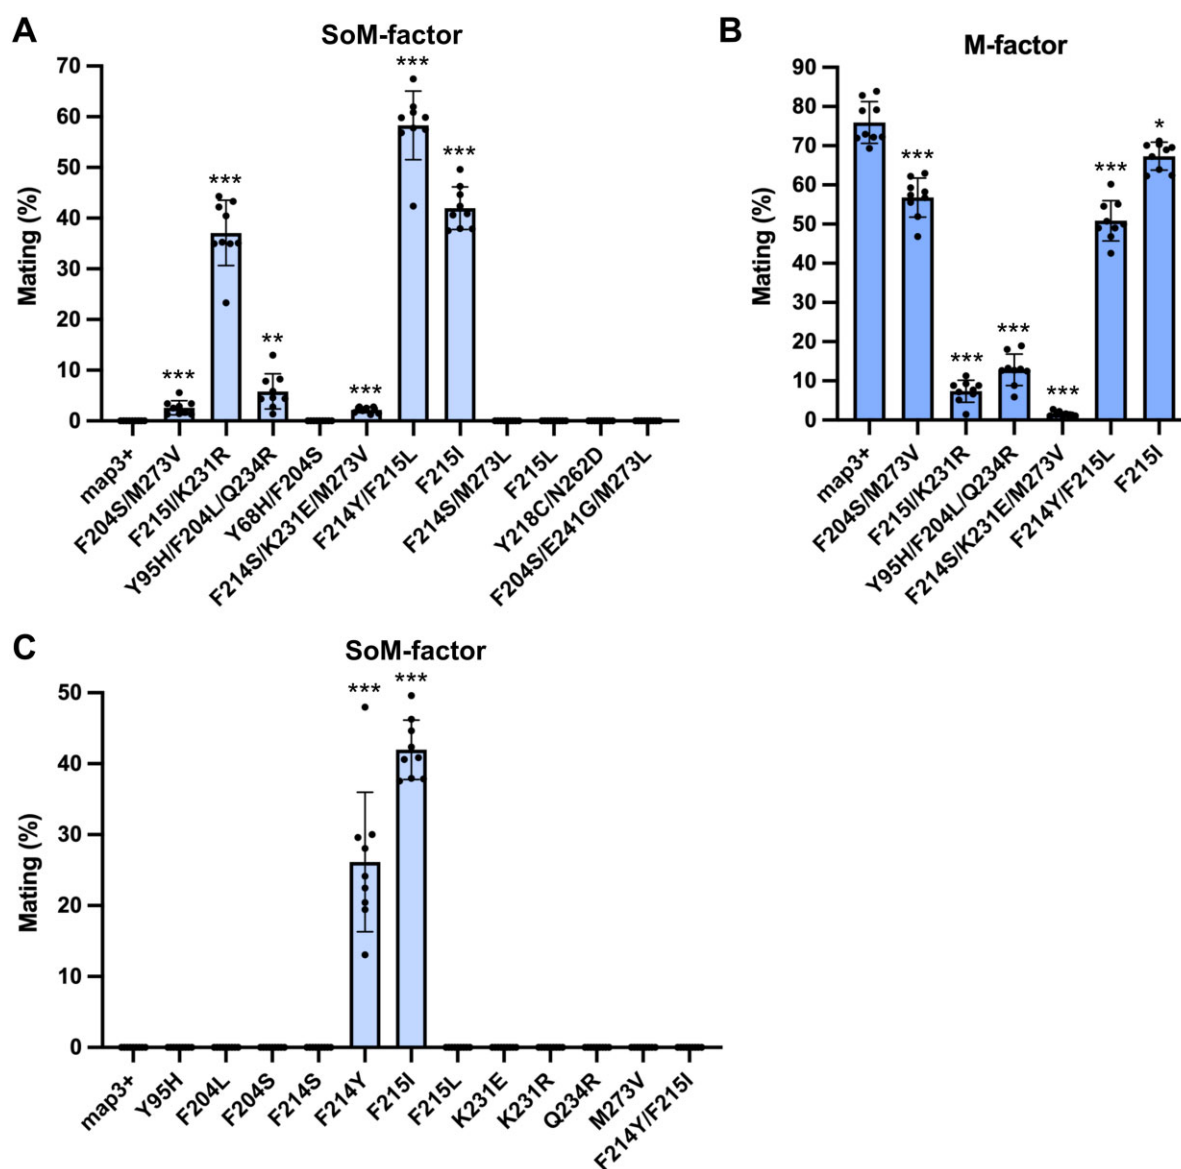 A
SoM-factor
Mating (%)
70
60
50
40
30
20
10
0
***
***
**
***
***
***
map3+
F204S/M273V
F215I/K231R
Y95H/F204L/Q234R
Y68H/F204S
F214S/K231E/M273V
F214Y/F215L
F215I
F214S/M273L
F215L
Y218C/N262D
F204S/E241G/M273L
B
M-factor
Mating (%)
90
80
70
60
50
40
30
20
10
0
***
***
***
***
***
*
map3+
F204S/M273V
F215I/K231R
Y95H/F204L/Q234R
F214S/K231E/M273V
F214Y/F215L
F215I
C
SoM-factor
Mating (%)
50
40
30
20
10
0
***
***
map3+
Y95H
F204L
F204S
F214S
F214Y
F215I
F215L
K231E
K231R
Q234R
M273V
F214Y/F215I